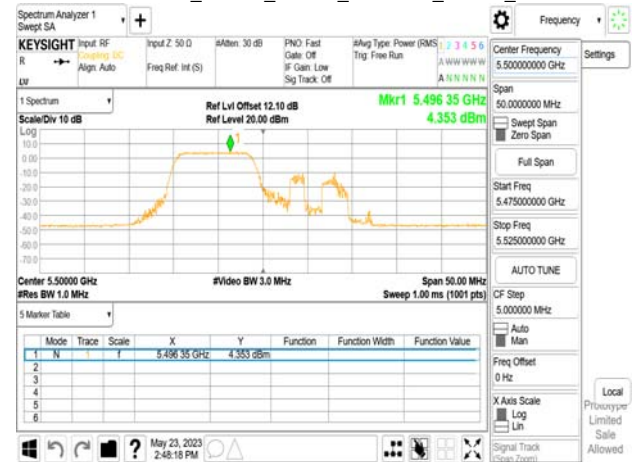 Spectrum Analyzer 1
Swept SA
+
Frequency
KEYSIGHT
R
Input: RF
Coupling: DC
Align: Auto
Input Z: 50 Ω
Freq Ref: Int (S)
#Atten: 30 dB
PNO: Fast
Gate: Off
IF Gain: Low
Sig Track: Off
#Avg Type: Power (RMS
Trig: Free Run
1 2 3 4 5 6
A W W W W W
A N N N N N
Center Frequency
5.500000000 GHz
Settings
Span
50.0000000 MHz
Swept Span
Zero Span
Full Span
Start Freq
5.475000000 GHz
Stop Freq
5.525000000 GHz
AUTO TUNE
CF Step
5.000000 MHz
Auto
Man
Freq Offset
0 Hz
X Axis Scale
Log
Lin
Signal Track
(Span Zoom)
Local
Prototype
Limited
Sale
Allowed
1 Spectrum
Scale/Div 10 dB
Ref Lvl Offset 12.10 dB
Ref Level 20.00 dBm
Mkr1 5.496 35 GHz
4.353 dBm
Log
10.0
0.00
-10.0
-20.0
-30.0
-40.0
-50.0
-60.0
-70.0
1
Center 5.50000 GHz
#Res BW 1.0 MHz
#Video BW 3.0 MHz
Span 50.00 MHz
Sweep 1.00 ms (1001 pts)
5 Marker Table
Mode Trace Scale X Y Function Function Width Function Value
1 N 1 f 5.496 35 GHz 4.353 dBm
2
3
4
5
6
?
May 23, 2023
2:48:18 PM